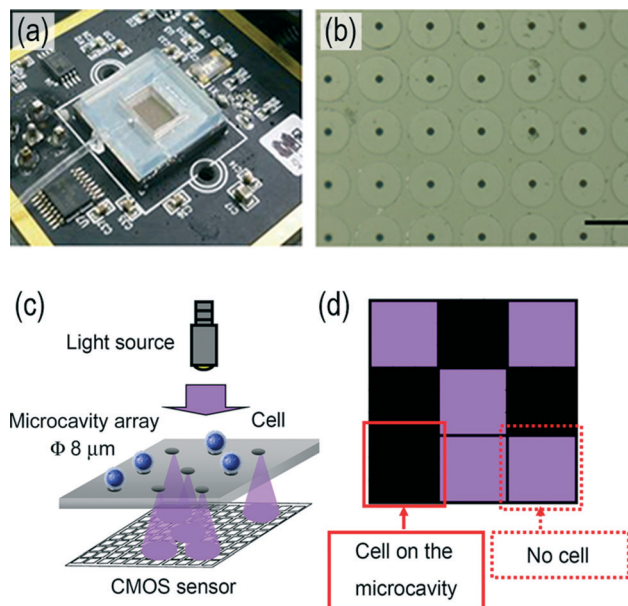 (a)
(b)
(c)
Light source
Microcavity array
Cell
Φ 8 μm
CMOS sensor
(d)
Cell on the
microcavity
No cell